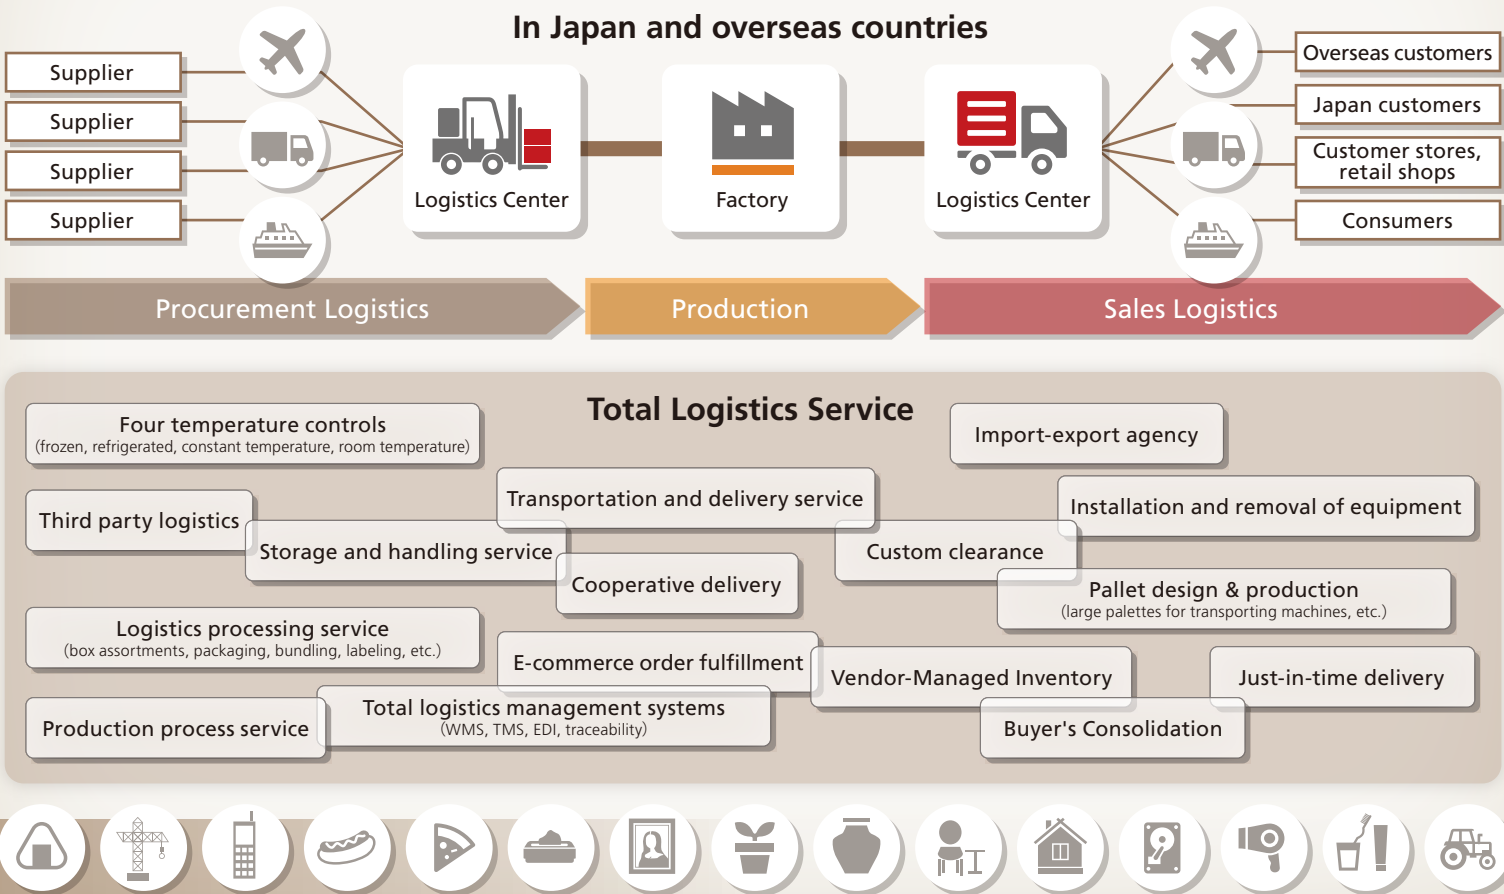 In Japan and overseas countries
Supplier
Supplier
Supplier
Supplier
Logistics Center
Factory
Logistics Center
Overseas customers
Japan customers
Customer stores,
retail shops
Consumers
Procurement Logistics
Production
Sales Logistics
Total Logistics Service
Four temperature controls
(frozen, refrigerated, constant temperature, room temperature)
Import-export agency
Transportation and delivery service
Installation and removal of equipment
Third party logistics
Storage and handling service
Custom clearance
Cooperative delivery
Pallet design & production
(large palettes for transporting machines, etc.)
Logistics processing service
(box assortments, packaging, bundling, labeling, etc.)
E-commerce order fulfillment
Vendor-Managed Inventory
Just-in-time delivery
Total logistics management systems
(WMS, TMS, EDI, traceability)
Production process service
Buyer's Consolidation